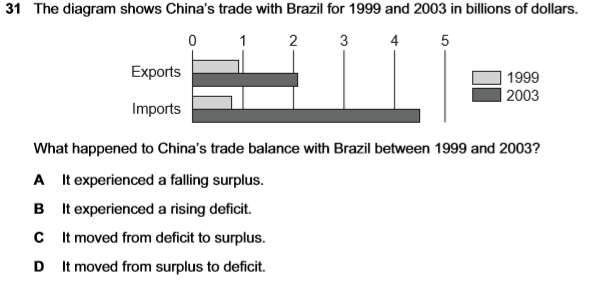 31 The diagram shows China's trade with Brazil for 1999 and 2003 in billions of dollars.
0 1 2 3 4 5
Exports
1999
2003
Imports
What happened to China's trade balance with Brazil between 1999 and 2003?
A It experienced a falling surplus.
B It experienced a rising deficit.
C It moved from deficit to surplus.
D It moved from surplus to deficit.